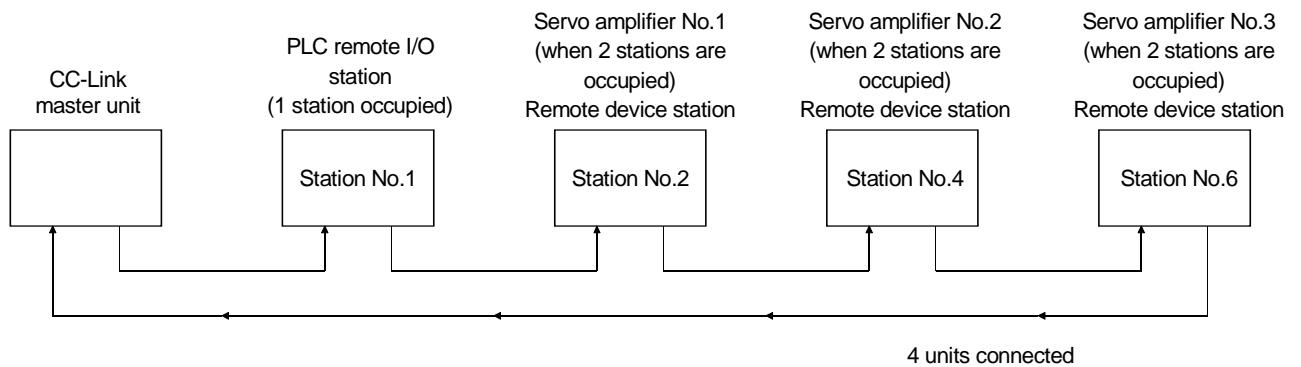 CC-Link
master unit
PLC remote I/O
station
(1 station occupied)
Servo amplifier No.1
(when 2 stations are
occupied)
Remote device station
Servo amplifier No.2
(when 2 stations are
occupied)
Remote device station
Servo amplifier No.3
(when 2 stations are
occupied)
Remote device station
Station No.1
Station No.2
Station No.4
Station No.6
4 units connected